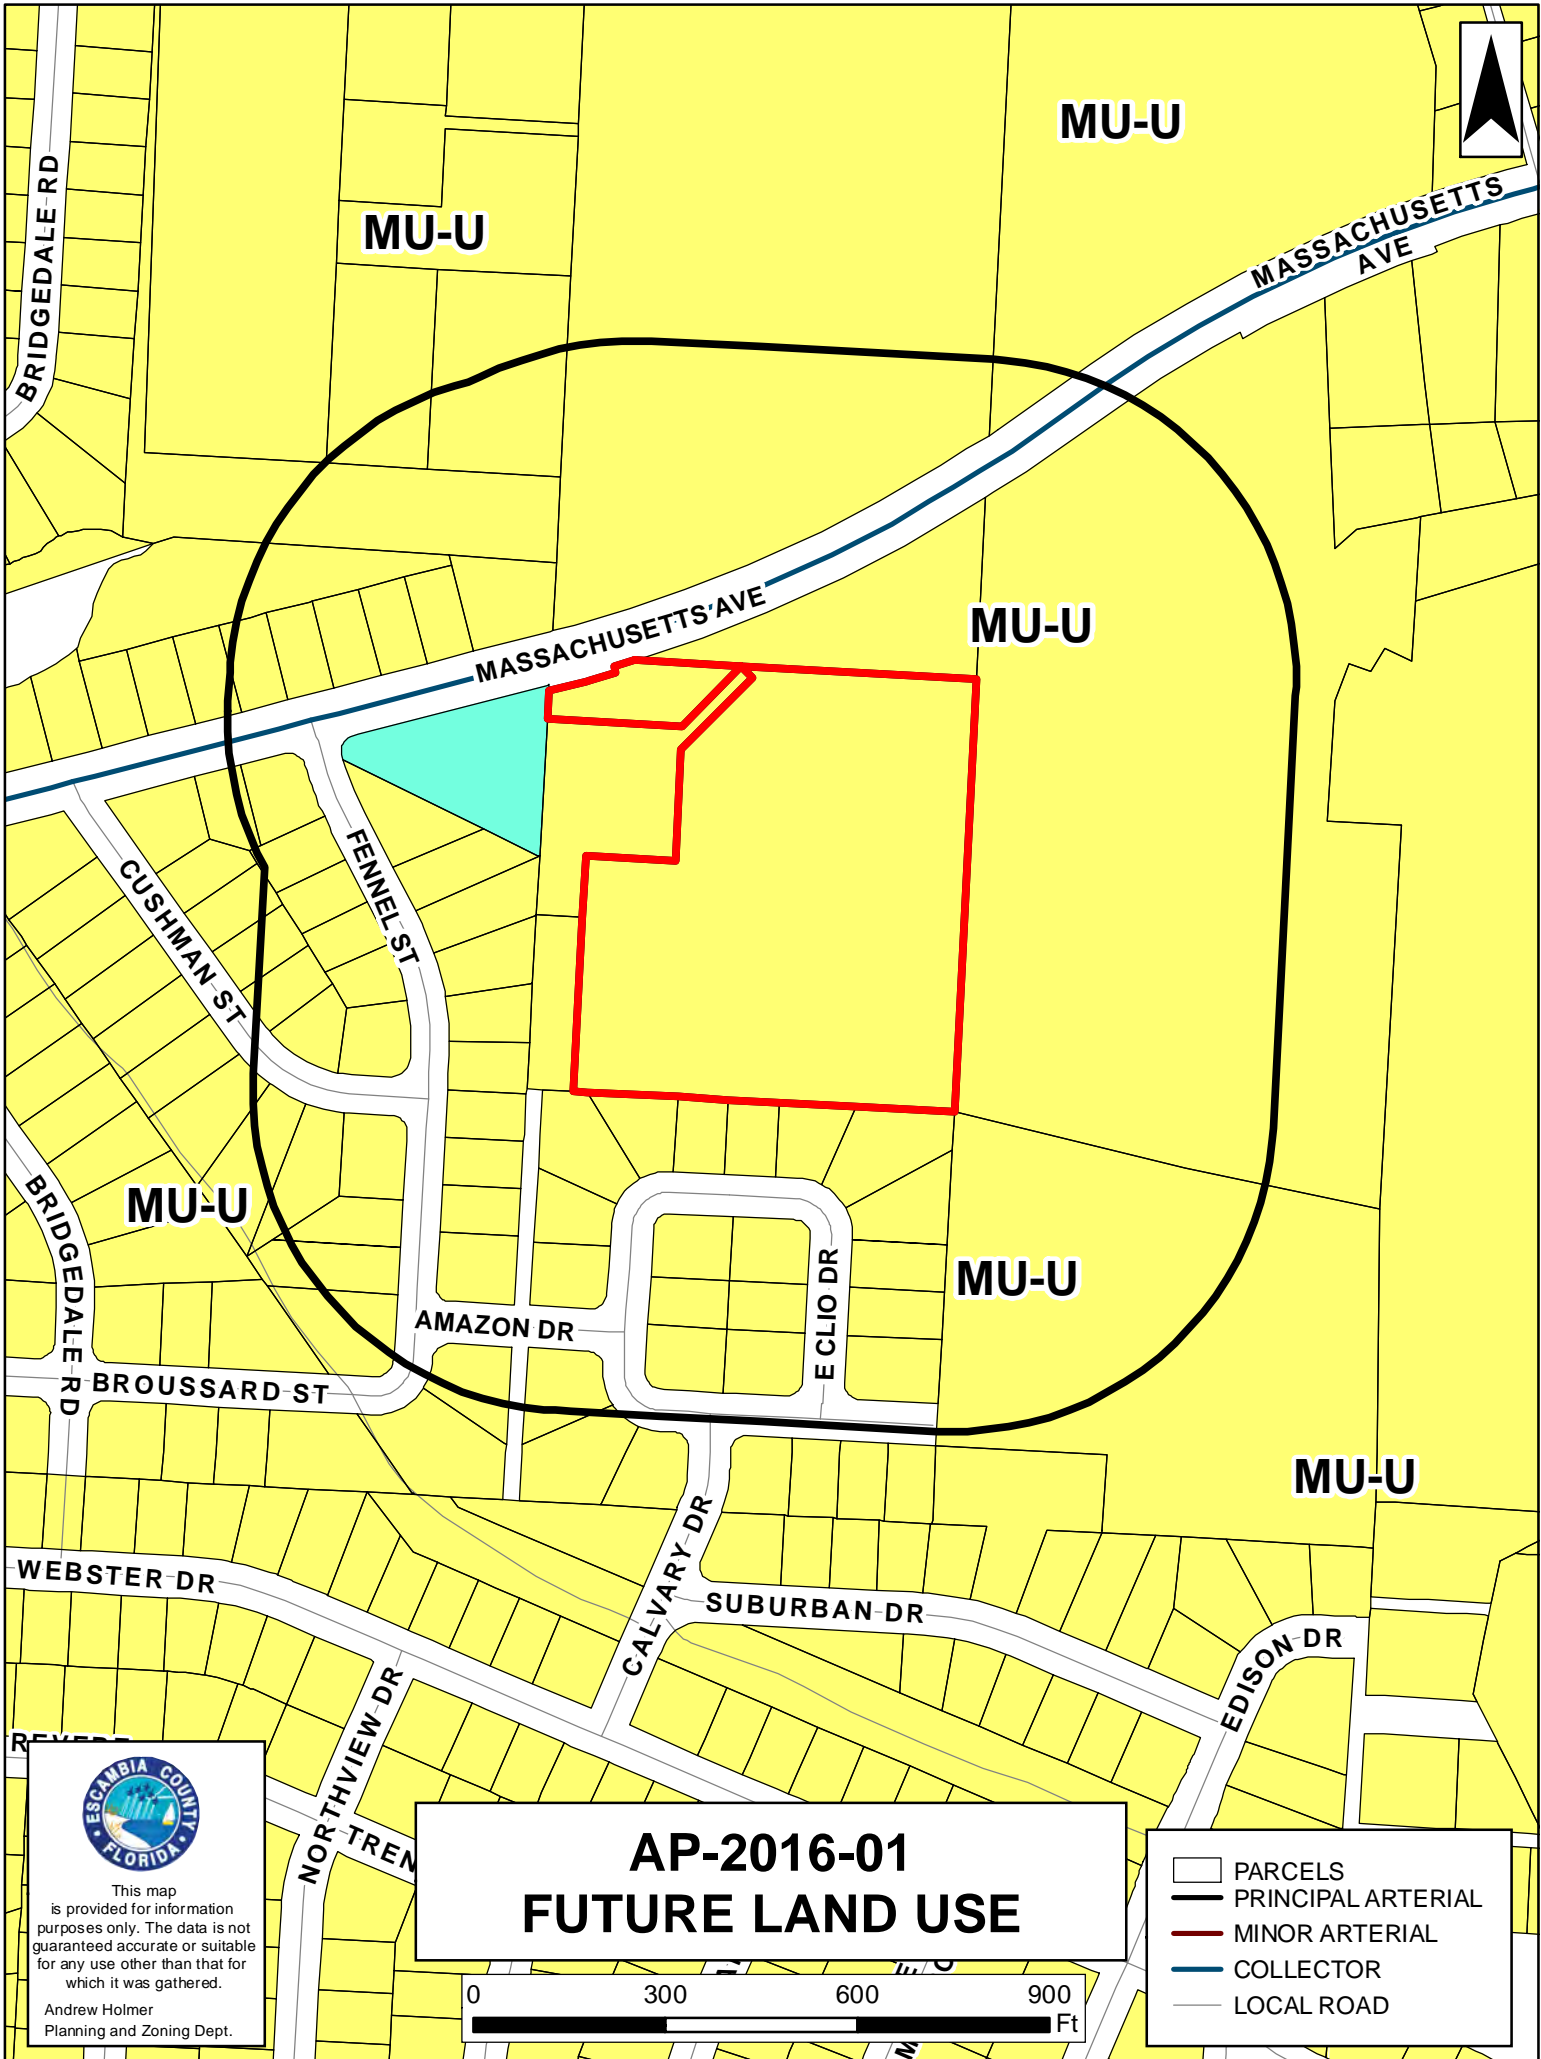 MU-U
MASSACHUSETTS
AVE
BRIDGEDALE RD
MU-U
MU-U
MASSACHUSETTS AVE
FENNEL ST
CUSHMAN ST
MU-U
BRIDGEDALE RD
MU-U
AMAZON DR
E CLIO DR
BROUSSARD ST
MU-U
CALVARY DR
WEBSTER DR
SUBURBAN DR
EDISON DR
NORTHVIEW DR
TREN
ESCAMBIA COUNTY
FLORIDA
This map
is provided for information
purposes only. The data is not
guaranteed accurate or suitable
for any use other than that for
which it was gathered.
Andrew Holmer
Planning and Zoning Dept.
AP-2016-01
FUTURE LAND USE
0 300 600 900
Ft
PARCELS
PRINCIPAL ARTERIAL
MINOR ARTERIAL
COLLECTOR
LOCAL ROAD